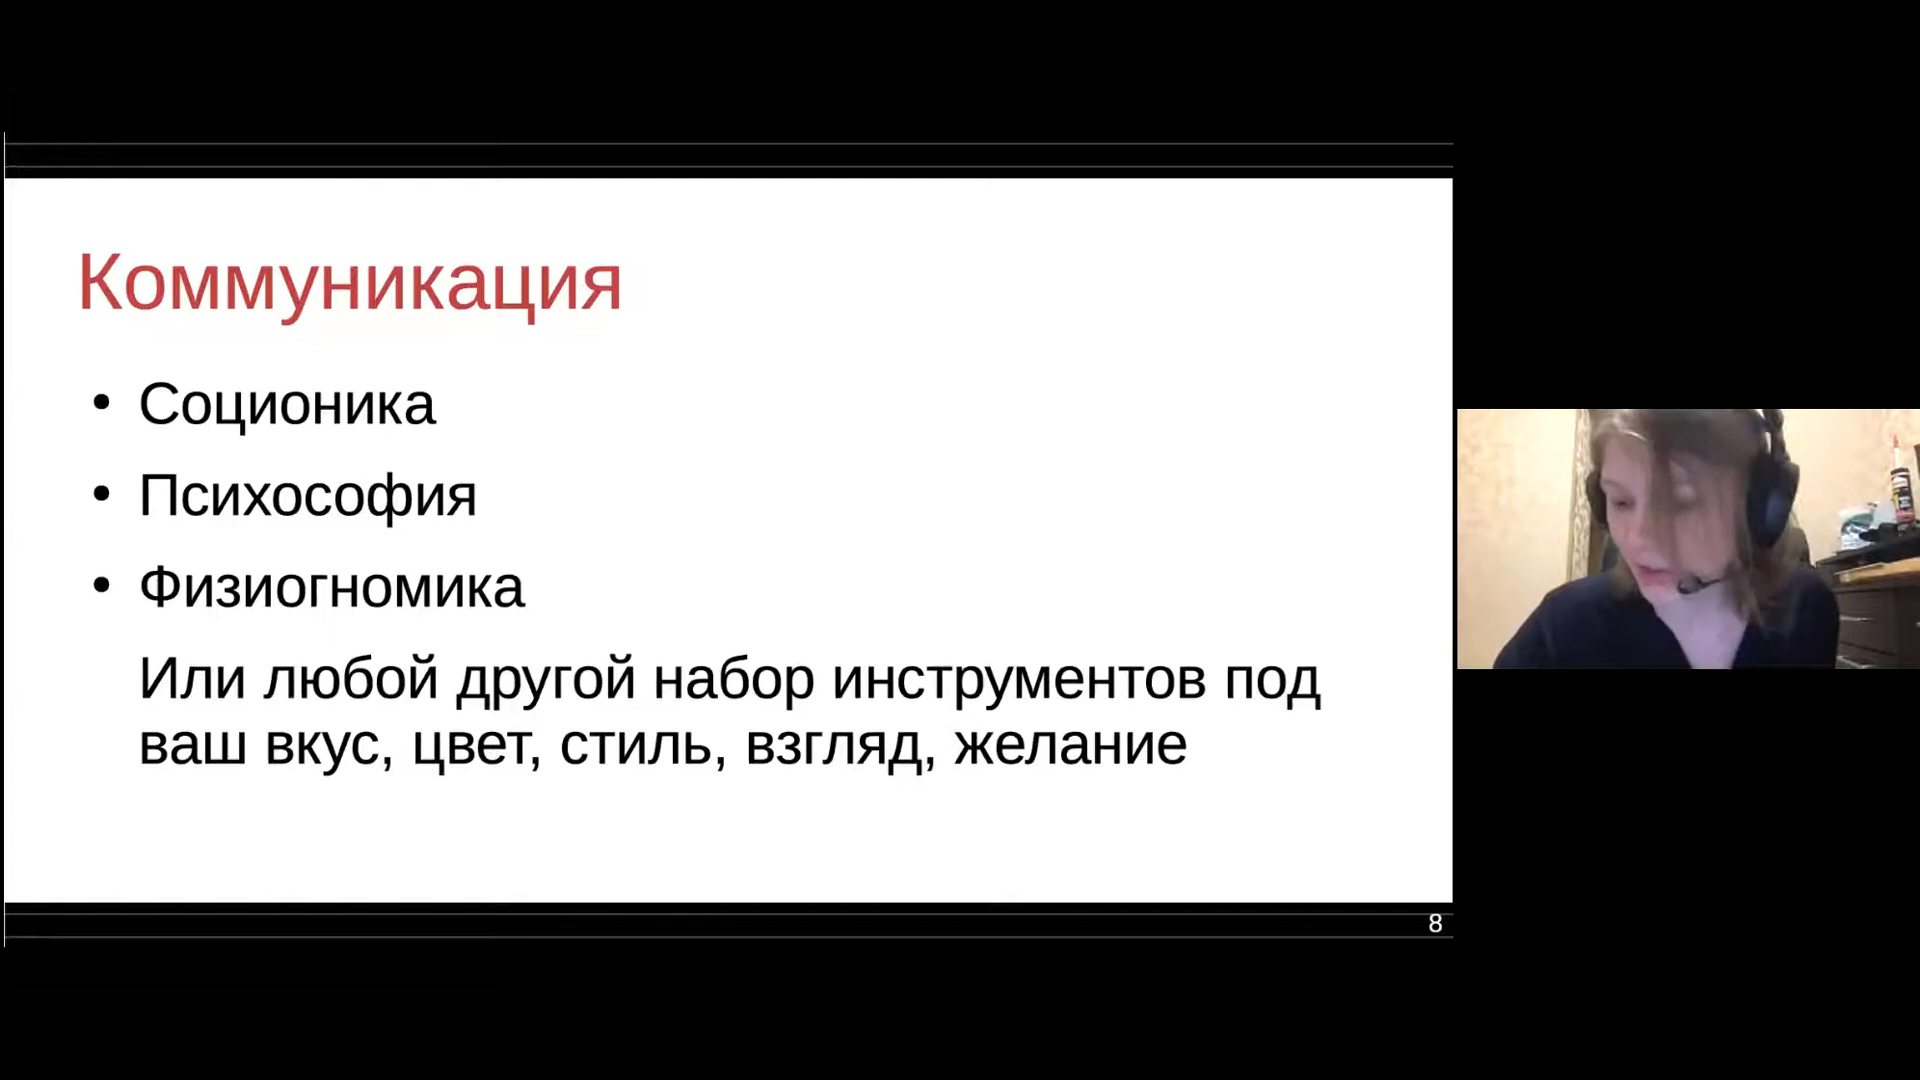 Коммуникация
• Соционика
• Психософия
• Физиогномика
Или любой другой набор инструментов под
ваш вкус, цвет, стиль, взгляд, желание
8